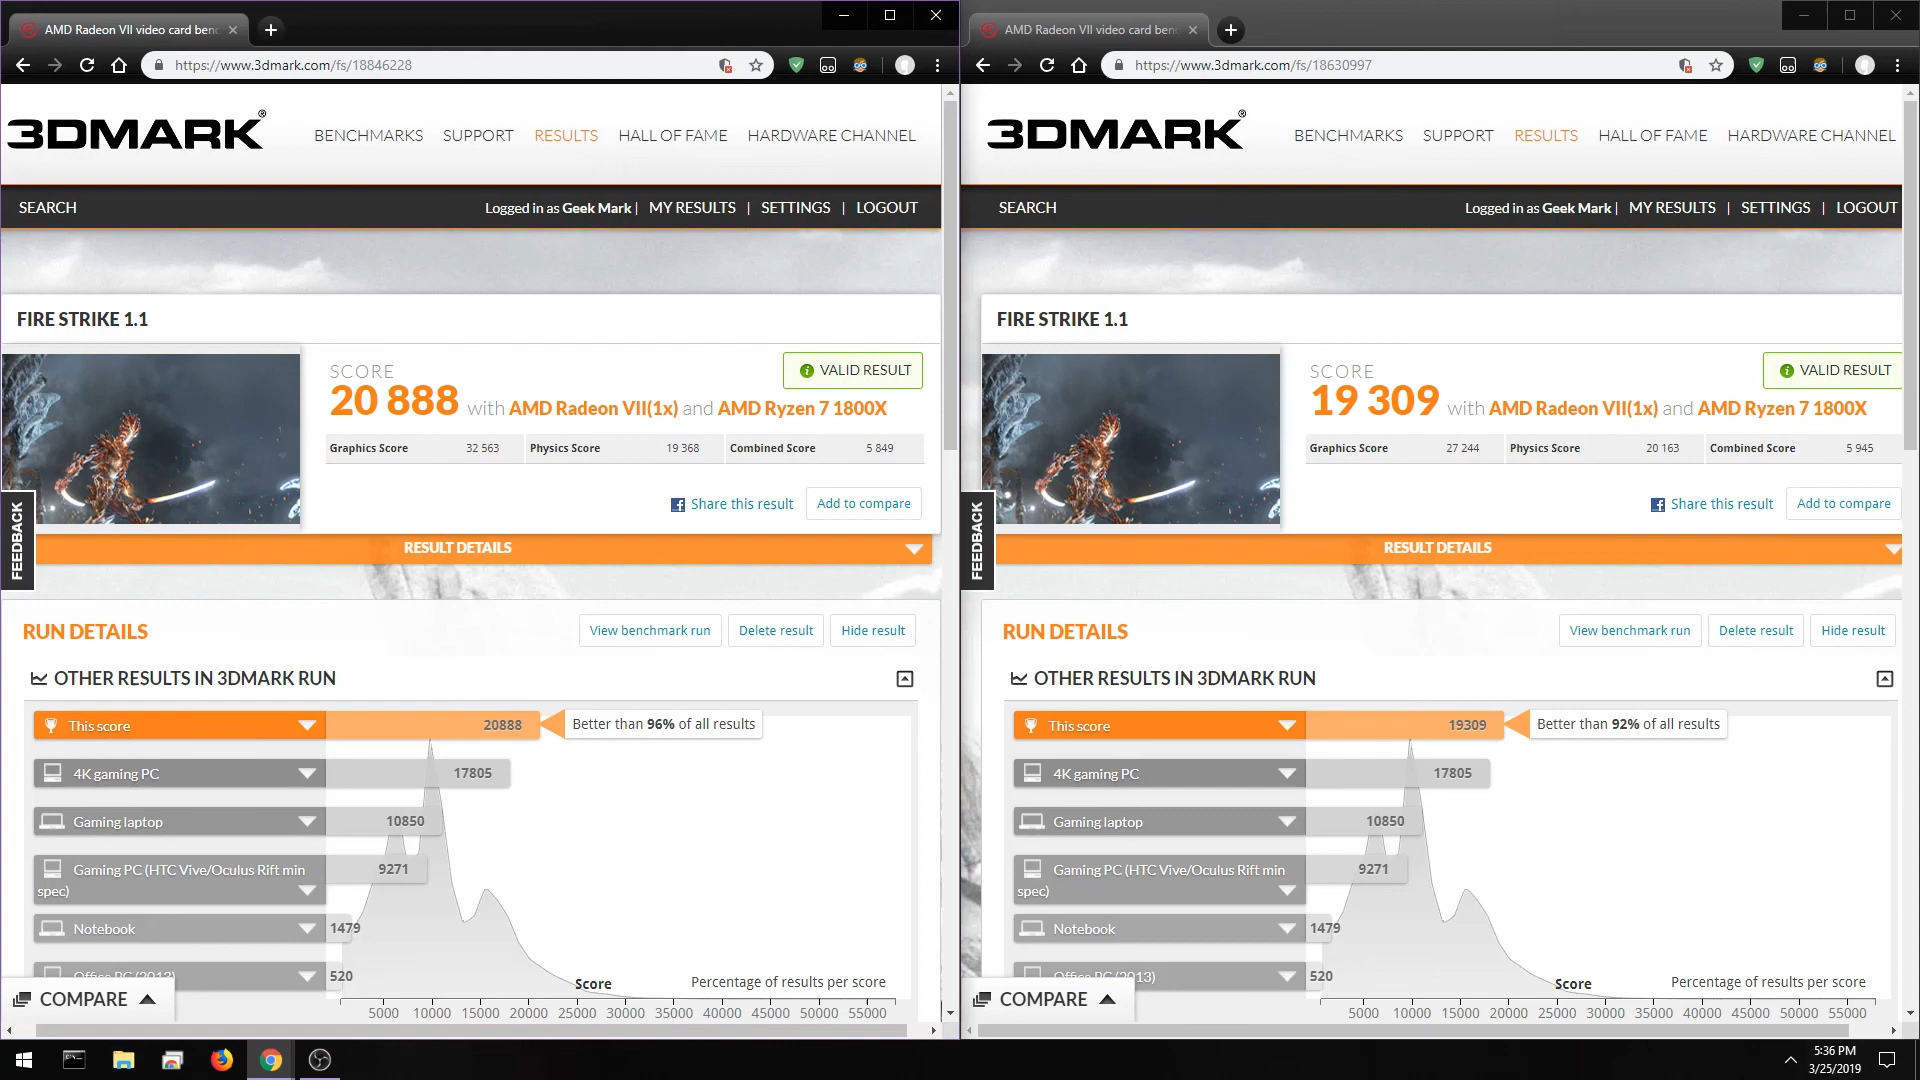 AMD Radeon VII video card ben
https://www.3dmark.com/fs/18846228
3DMARK®
BENCHMARKS SUPPORT RESULTS HALL OF FAME HARDWARE CHANNEL
SEARCH
Logged in as Geek Mark | MY RESULTS | SETTINGS | LOGOUT
FIRE STRIKE 1.1
SCORE
VALID RESULT
20 888 with AMD Radeon VII(1x) and AMD Ryzen 7 1800X
Graphics Score 32 563 Physics Score 19 368 Combined Score 5 849
Share this result Add to compare
FEEDBACK
RESULT DETAILS
RUN DETAILS
View benchmark run Delete result Hide result
OTHER RESULTS IN 3DMARK RUN
This score 20888 Better than 96% of all results
4K gaming PC 17805
Gaming laptop 10850
Gaming PC (HTC Vive/Oculus Rift min 9271
spec)
Notebook 1479
Office PC (2013) 520
Score Percentage of results per score
COMPARE
5000 10000 15000 20000 25000 30000 35000 40000 45000 50000 55000
AMD Radeon VII video card ben
https://www.3dmark.com/fs/18630997
3DMARK®
BENCHMARKS SUPPORT RESULTS HALL OF FAME HARDWARE CHANNEL
SEARCH
Logged in as Geek Mark | MY RESULTS | SETTINGS | LOGOUT
FIRE STRIKE 1.1
SCORE
VALID RESULT
19 309 with AMD Radeon VII(1x) and AMD Ryzen 7 1800X
Graphics Score 27 244 Physics Score 20 163 Combined Score 5 945
Share this result Add to compare
FEEDBACK
RESULT DETAILS
RUN DETAILS
View benchmark run Delete result Hide result
OTHER RESULTS IN 3DMARK RUN
This score 19309 Better than 92% of all results
4K gaming PC 17805
Gaming laptop 10850
Gaming PC (HTC Vive/Oculus Rift min 9271
spec)
Notebook 1479
Office PC (2013) 520
Score Percentage of results per score
COMPARE
5000 10000 15000 20000 25000 30000 35000 40000 45000 50000 55000
5:36 PM
3/25/2019